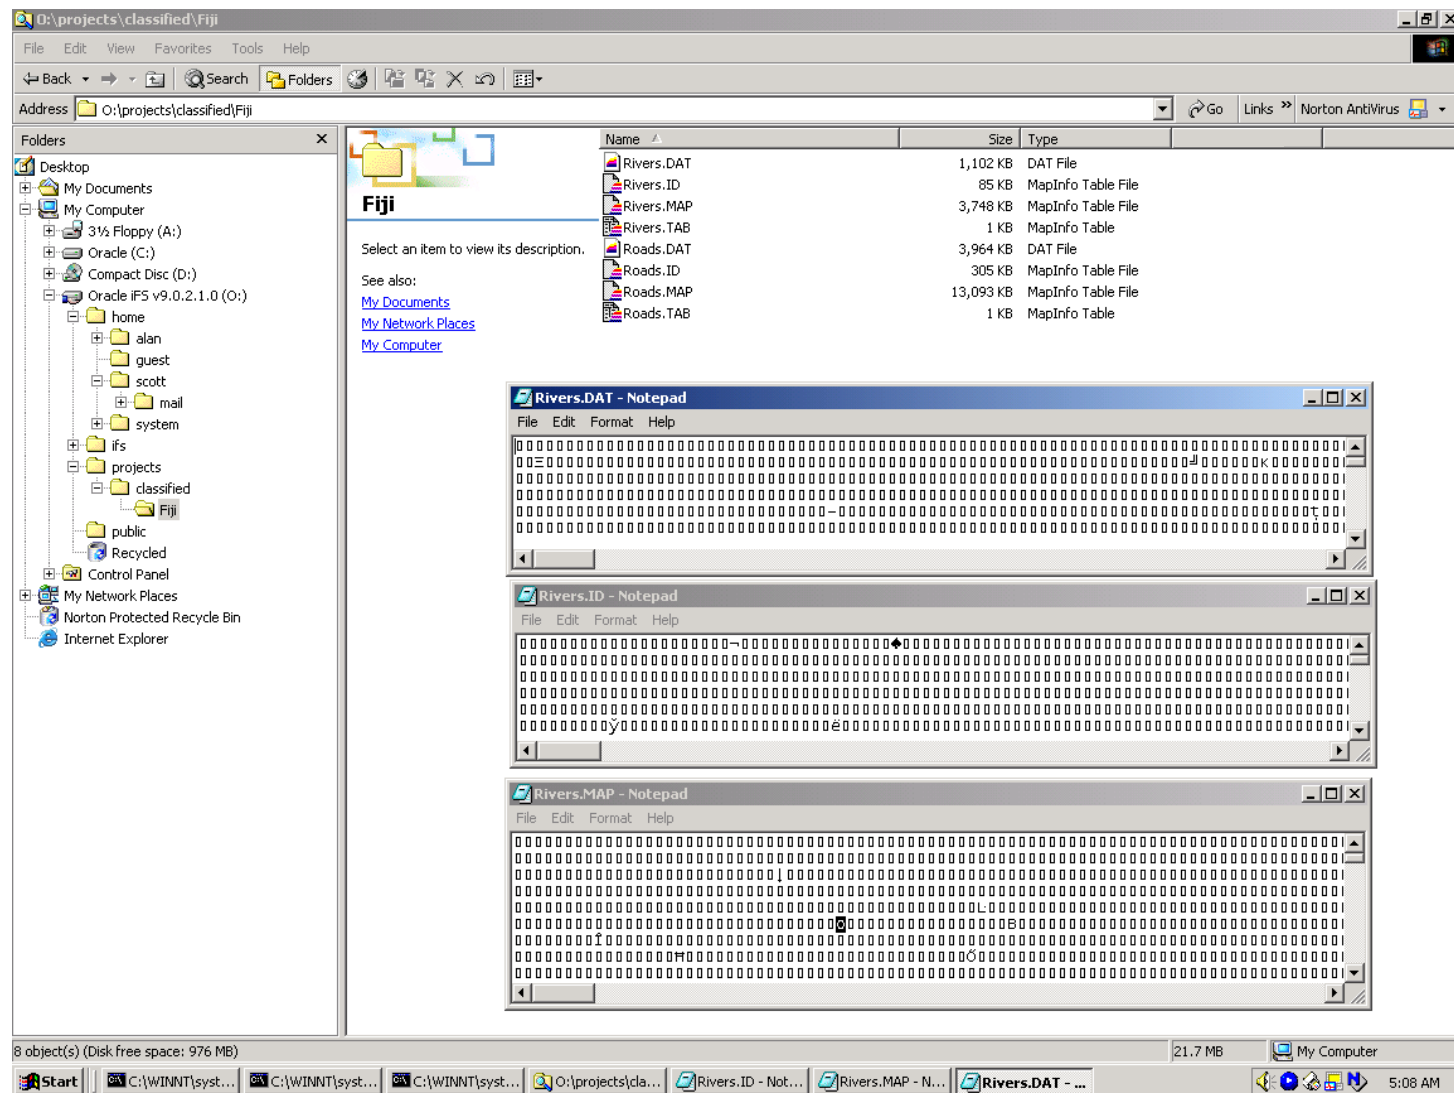 O:\projects\classified\Fiji
File Edit View Favorites Tools Help
Back Search Folders
Address O:\projects\classified\Fiji Go Links » Norton AntiVirus
Folders
Desktop
My Documents
My Computer
3½ Floppy (A:)
Oracle (C:)
Compact Disc (D:)
Oracle iFS v9.0.2.1.0 (O:)
home
alan
guest
scott
mail
system
ifs
projects
classified
Fiji
public
Recycled
Control Panel
My Network Places
Norton Protected Recycle Bin
Internet Explorer
Fiji
Select an item to view its description.
See also:
My Documents
My Network Places
My Computer
Name Size Type
Rivers.DAT 1,102 KB DAT File
Rivers.ID 85 KB MapInfo Table File
Rivers.MAP 3,748 KB MapInfo Table File
Rivers.TAB 1 KB MapInfo Table
Roads.DAT 3,964 KB DAT File
Roads.ID 305 KB MapInfo Table File
Roads.MAP 13,093 KB MapInfo Table File
Roads.TAB 1 KB MapInfo Table
Rivers.DAT - Notepad
File Edit Format Help
Rivers.ID - Notepad
File Edit Format Help
Rivers.MAP - Notepad
File Edit Format Help
8 object(s) (Disk free space: 976 MB) 21.7 MB My Computer
Start C:\WINNT\syst... C:\WINNT\syst... C:\WINNT\syst... O:\projects\cla... Rivers.ID - Not... Rivers.MAP - N... Rivers.DAT - ... 5:08 AM